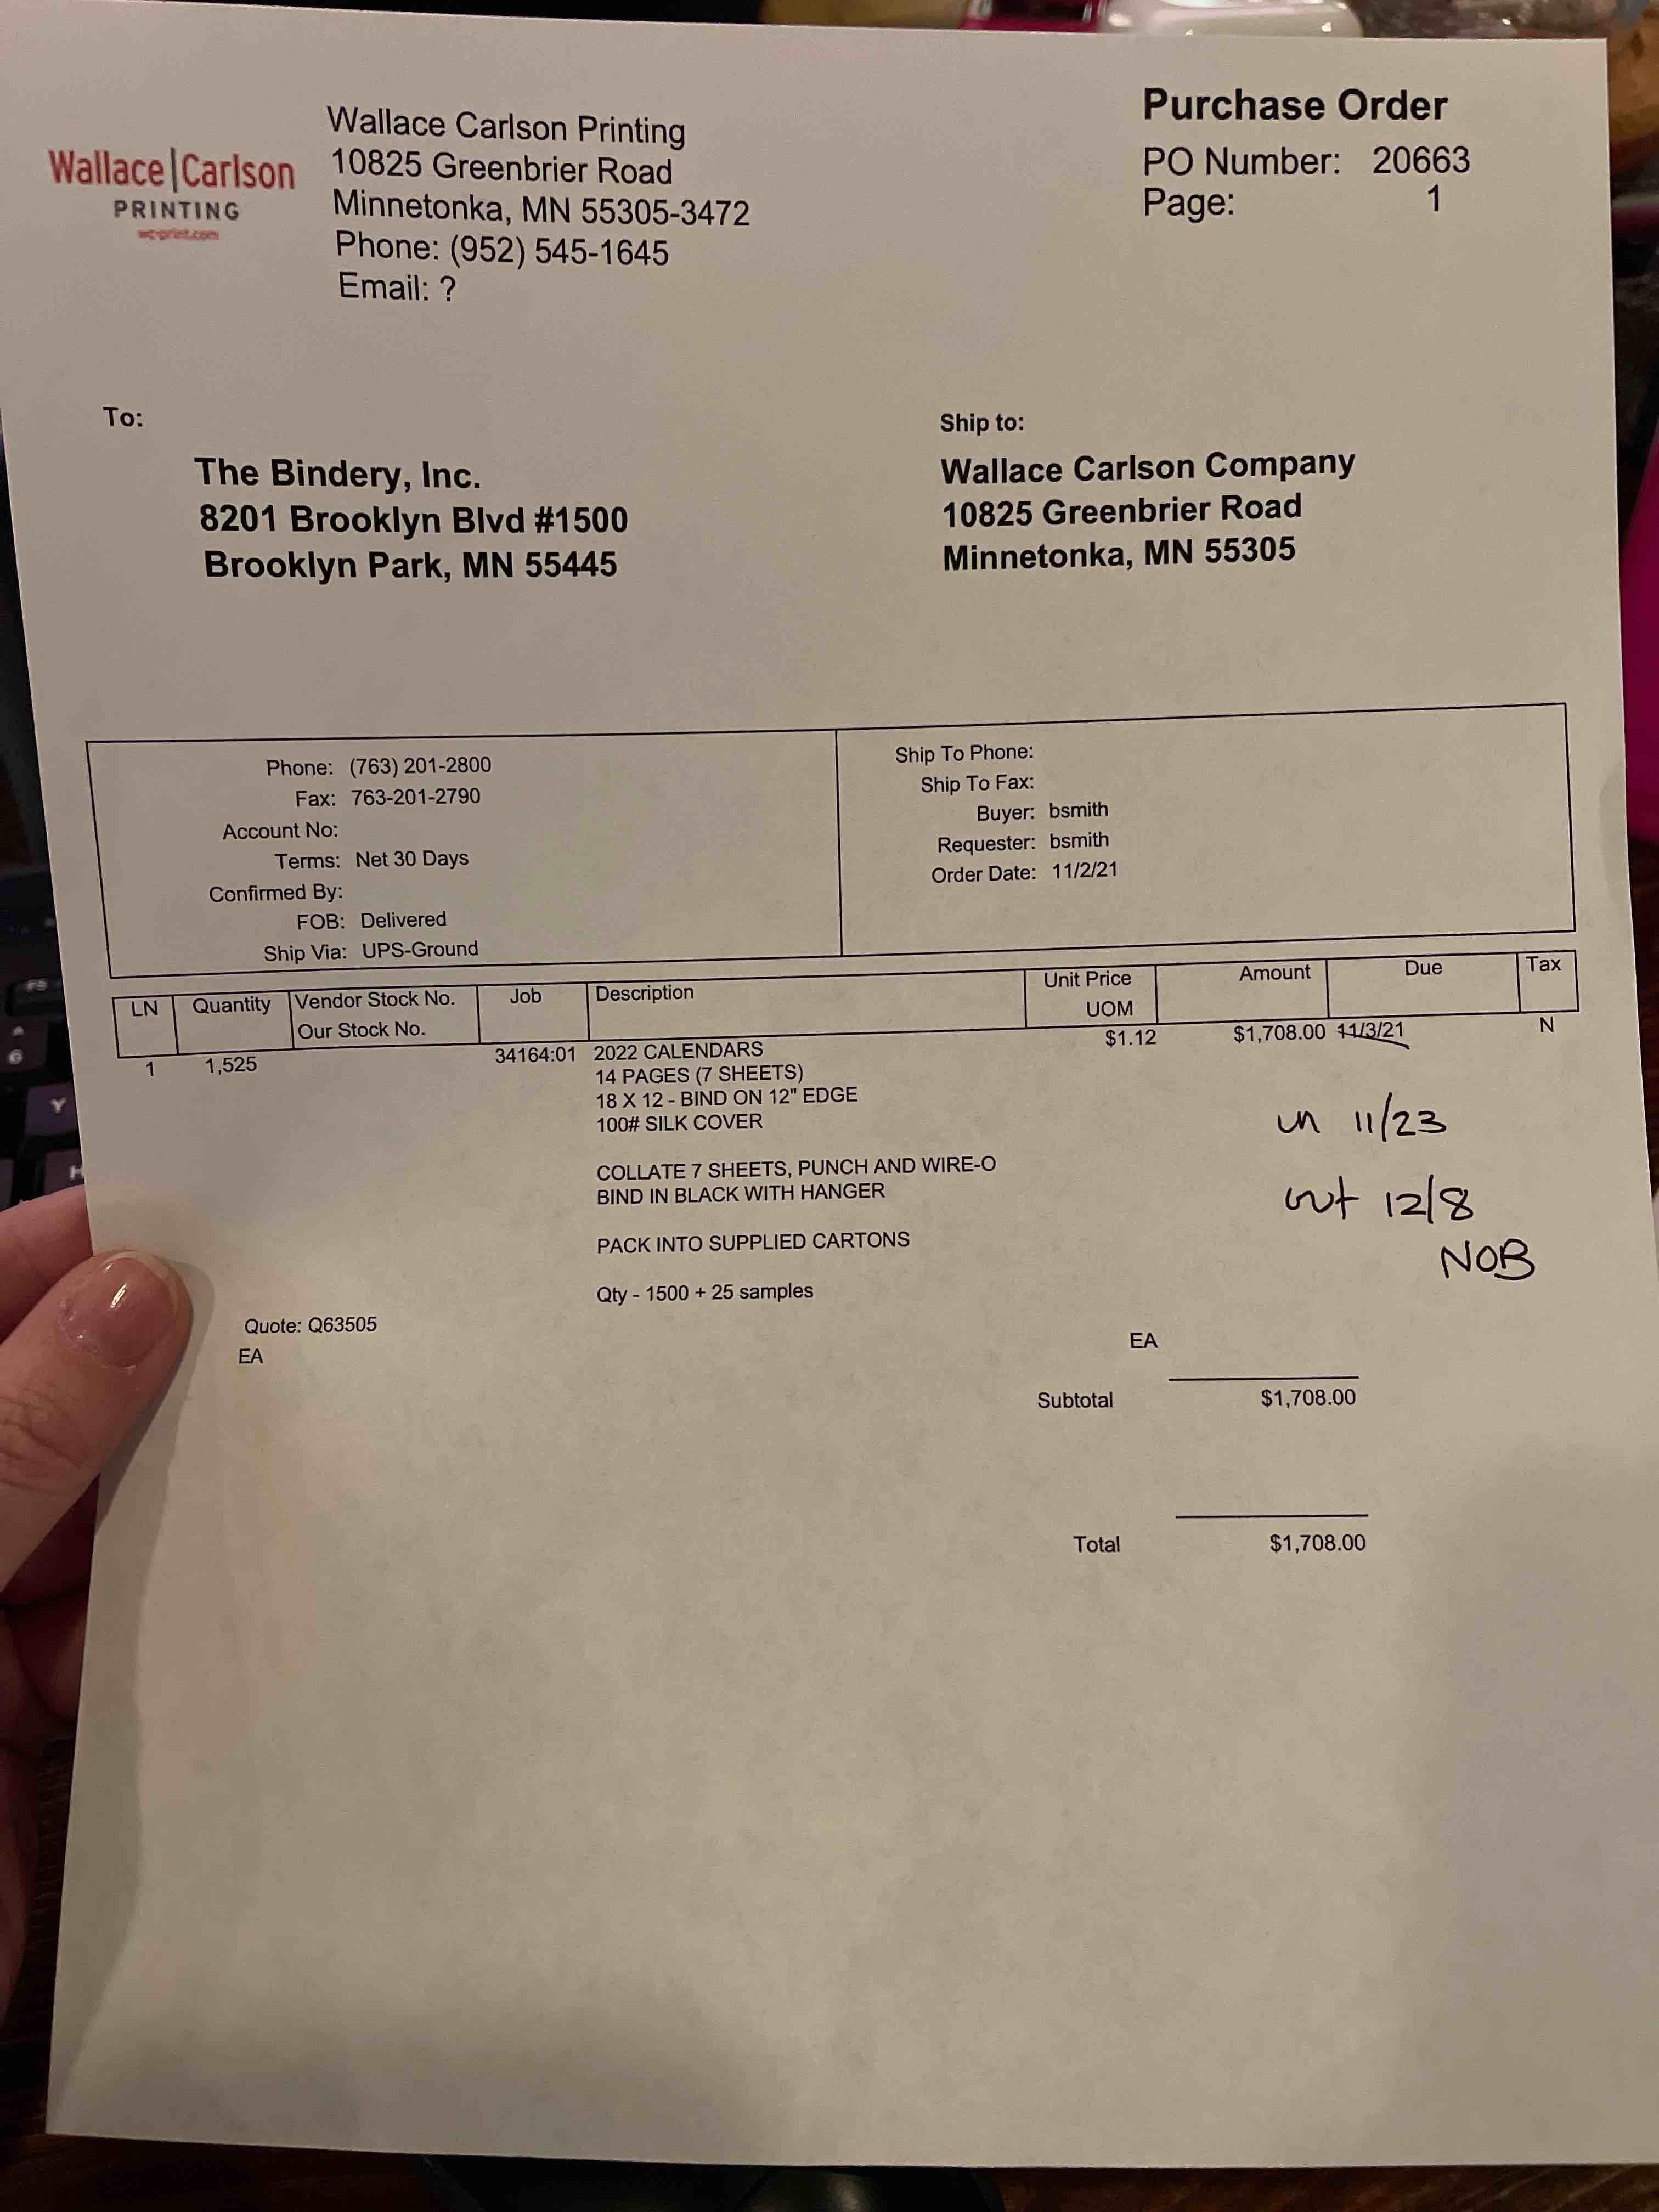 Wallace|Carlson
PRINTING
wc-print.com
Wallace Carlson Printing
10825 Greenbrier Road
Minnetonka, MN 55305-3472
Phone: (952) 545-1645
Email: ?
Purchase Order
PO Number: 20663
Page: 1
To:
The Bindery, Inc.
8201 Brooklyn Blvd #1500
Brooklyn Park, MN 55445
Ship to:
Wallace Carlson Company
10825 Greenbrier Road
Minnetonka, MN 55305
Phone: (763) 201-2800
Fax: 763-201-2790
Account No:
Terms: Net 30 Days
Confirmed By:
FOB: Delivered
Ship Via: UPS-Ground
Ship To Phone:
Ship To Fax:
Buyer: bsmith
Requester: bsmith
Order Date: 11/2/21
LN Quantity Vendor Stock No. Job Description Unit Price Amount Due Tax
Our Stock No. UOM
1 1,525 34164:01 2022 CALENDARS $1.12 $1,708.00 11/3/21 N
14 PAGES (7 SHEETS)
18 X 12 - BIND ON 12" EDGE
100# SILK COVER
COLLATE 7 SHEETS, PUNCH AND WIRE-O
BIND IN BLACK WITH HANGER
PACK INTO SUPPLIED CARTONS
Qty - 1500 + 25 samples
in 11/23
out 12/8
NOB
Quote: Q63505
EA
EA
Subtotal $1,708.00
Total $1,708.00
F5
6
Y
H